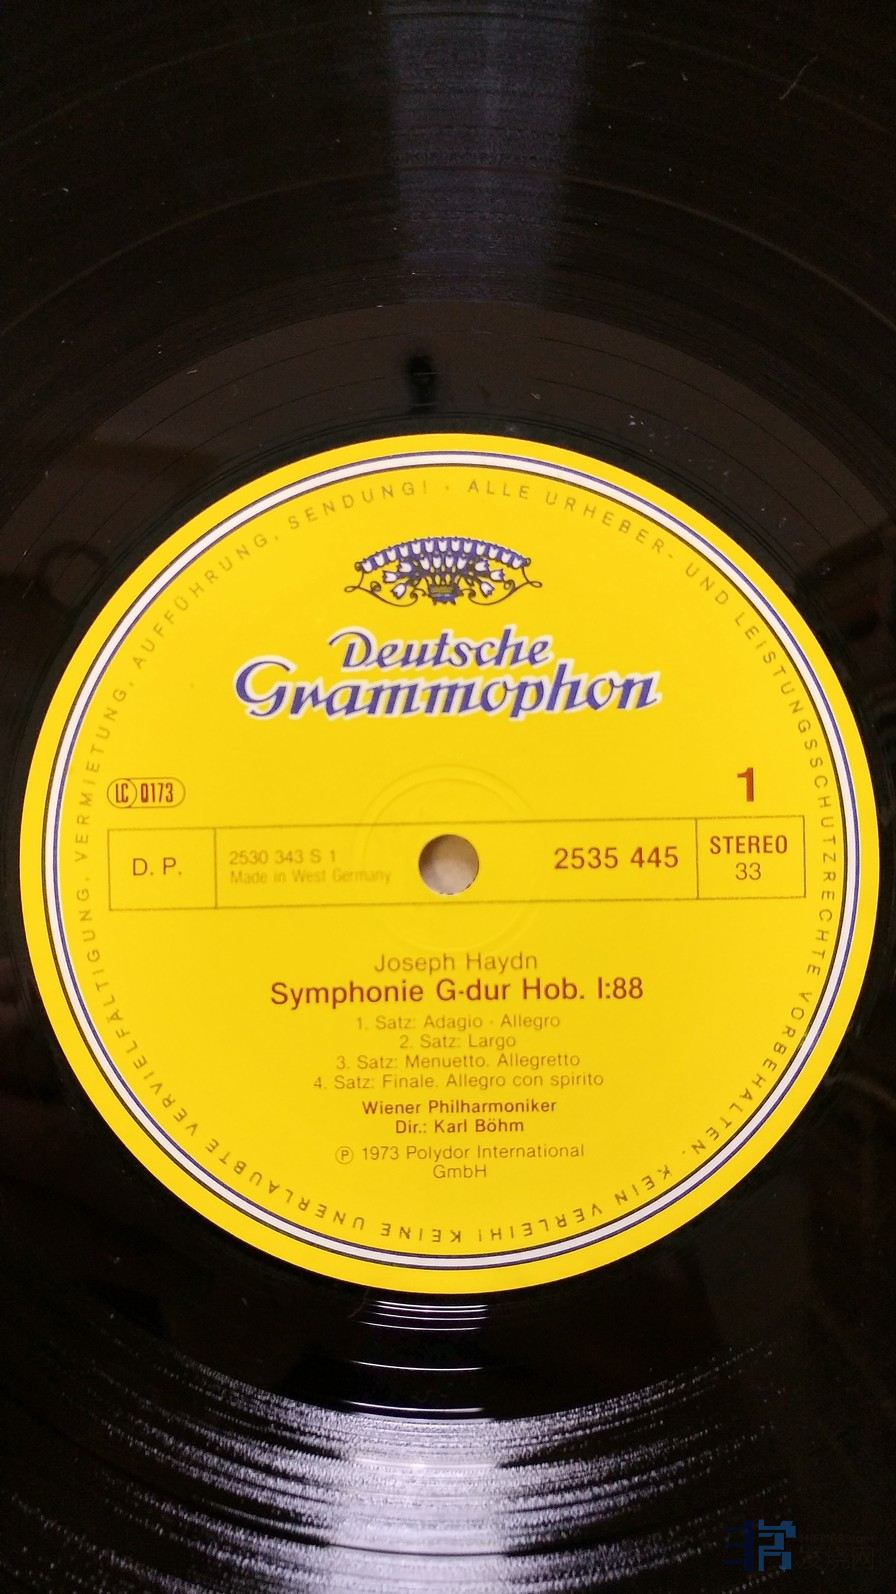 ALLE URHEBER- UND LEISTUNGSSCHUTZRECHTE VORBEHALTEN. KEIN VERLEIH! KEINE UNERLAUBTE VERVIELFÄLTIGUNG, VERMIETUNG, AUFFÜHRUNG, SENDUNG! ·
Deutsche
Grammophon
LC 0173
1
D. P.
2530 343 S 1
Made in West Germany
2535 445
STEREO
33
Joseph Haydn
Symphonie G-dur Hob. I:88
1. Satz: Adagio · Allegro
2. Satz: Largo
3. Satz: Menuetto. Allegretto
4. Satz: Finale. Allegro con spirito
Wiener Philharmoniker
Dir.: Karl Böhm
Ⓟ 1973 Polydor International
GmbH